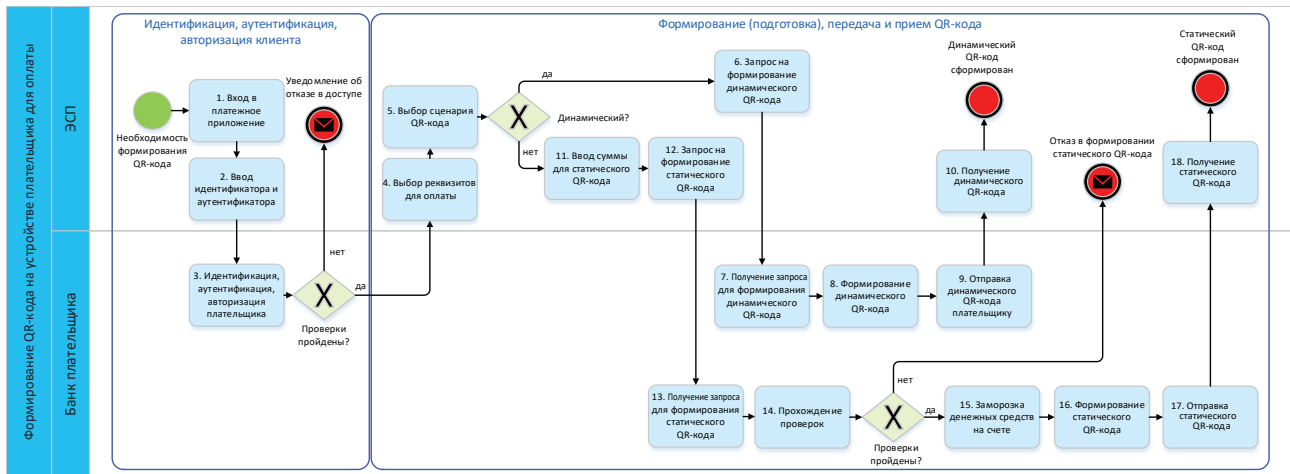 Формирование QR-кода на устройстве плательщика для оплаты
ЭСП
Банк плательщика
Идентификация, аутентификация,
авторизация клиента
Формирование (подготовка), передача и прием QR-кода
Необходимость
формирования
QR-кода
1. Вход в
платежное
приложение
2. Ввод
идентификатора и
аутентификатора
3. Идентификация,
аутентификация,
авторизация
плательщика
Уведомление об
отказе в доступе
нет
да
X
Проверки
пройдены?
4. Выбор реквизитов
для оплаты
5. Выбор сценария
QR-кода
X
Динамический?
да
нет
6. Запрос на
формирование
динамического
QR-кода
11. Ввод суммы
для статического
QR-кода
12. Запрос на
формирование
статического
QR-кода
7. Получение запроса
для формирования
динамического
QR-кода
8. Формирование
динамического
QR-кода
9. Отправка
динамического
QR-кода
плательщику
10. Получение
динамического
QR-кода
Динамический
QR-код
сформирован
13. Получение запроса
для формирования
статического
QR-кода
14. Прохождение
проверок
X
Проверки
пройдены?
нет
да
Отказ в формировании
статического QR-кода
15. Заморозка
денежных средств
на счете
16. Формирование
статического
QR-кода
17. Отправка
статического
QR-кода
18. Получение
статического
QR-кода
Статический
QR-код
сформирован